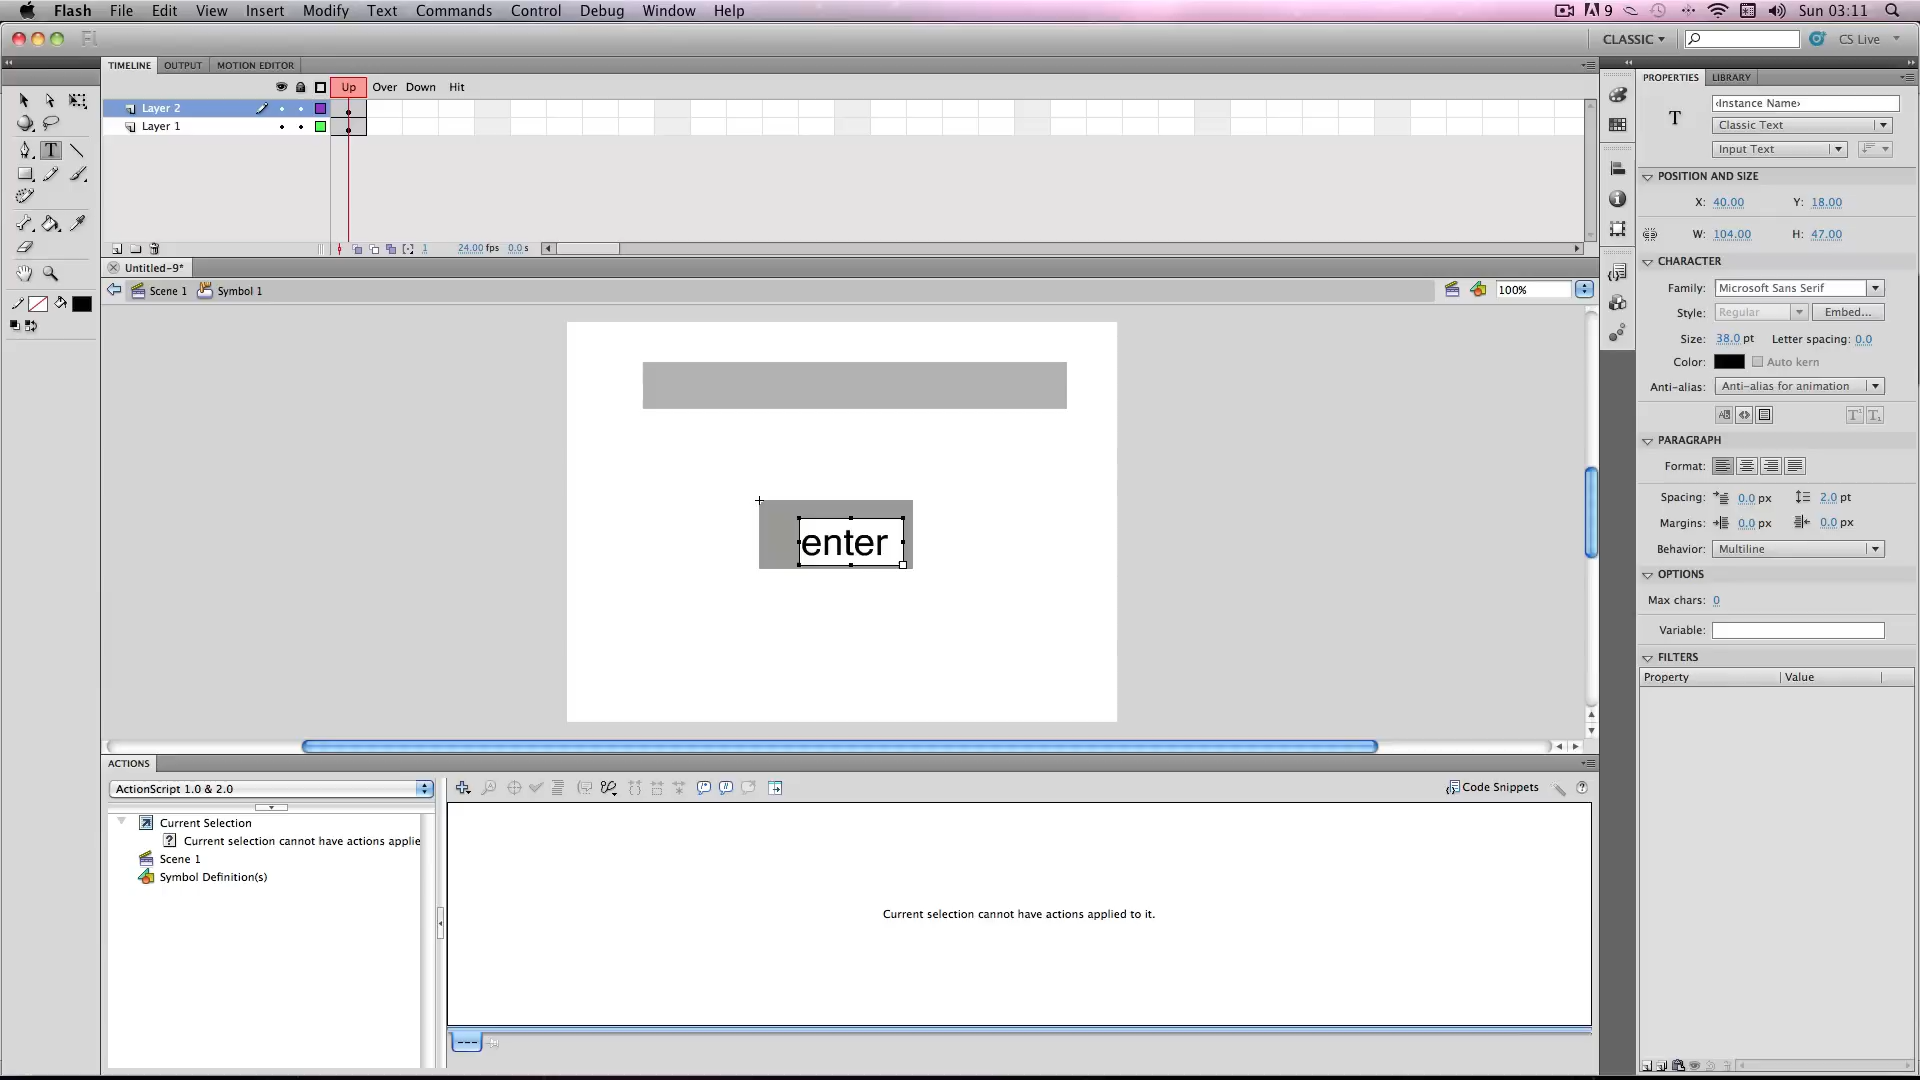 Flash File Edit View Insert Modify Text Commands Control Debug Window Help 9 Sun 03:11
Fl CLASSIC CS Live
TIMELINE OUTPUT MOTION EDITOR
Up Over Down Hit
Layer 2
Layer 1
1 24.00 fps 0.0 s
Untitled-9*
Scene 1 Symbol 1 100%
enter
PROPERTIES LIBRARY
T
<Instance Name>
Classic Text
Input Text
POSITION AND SIZE
X: 40.00 Y: 18.00
W: 104.00 H: 47.00
CHARACTER
Family: Microsoft Sans Serif
Style: Regular Embed...
Size: 38.0 pt Letter spacing: 0.0
Color: Auto kern
Anti-alias: Anti-alias for animation
PARAGRAPH
Format:
Spacing: 0.0 px 2.0 pt
Margins: 0.0 px 0.0 px
Behavior: Multiline
OPTIONS
Max chars: 0
Variable:
FILTERS
Property Value
ACTIONS
ActionScript 1.0 & 2.0
Code Snippets
Current Selection
Current selection cannot have actions applie
Scene 1
Symbol Definition(s)
Current selection cannot have actions applied to it.